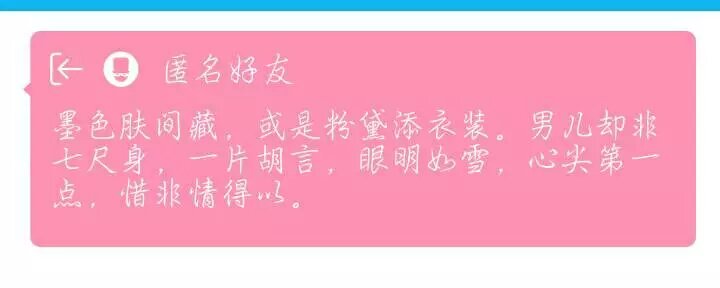 匿名好友
墨色肤间藏，或是粉黛添衣装。男儿却非
七尺身，一片胡言，眼明如雪，心尖第一
点，惜非情得以。